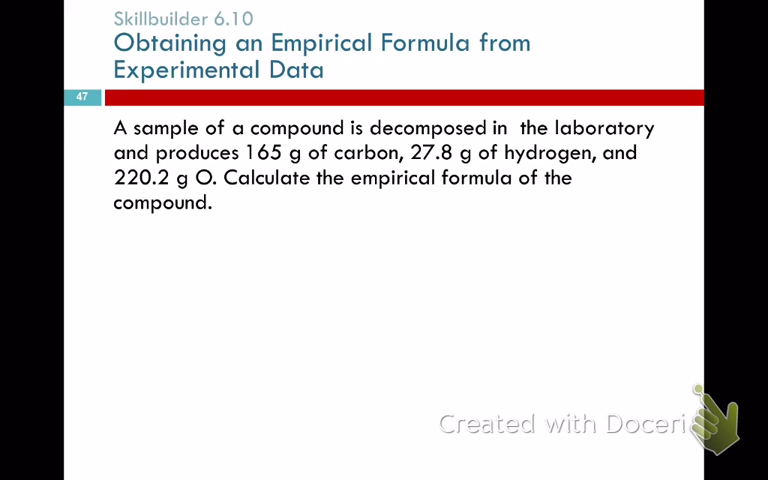 Skillbuilder 6.10
Obtaining an Empirical Formula from
Experimental Data
47
A sample of a compound is decomposed in the laboratory
and produces 165 g of carbon, 27.8 g of hydrogen, and
220.2 g O. Calculate the empirical formula of the
compound.
Created with Doceri